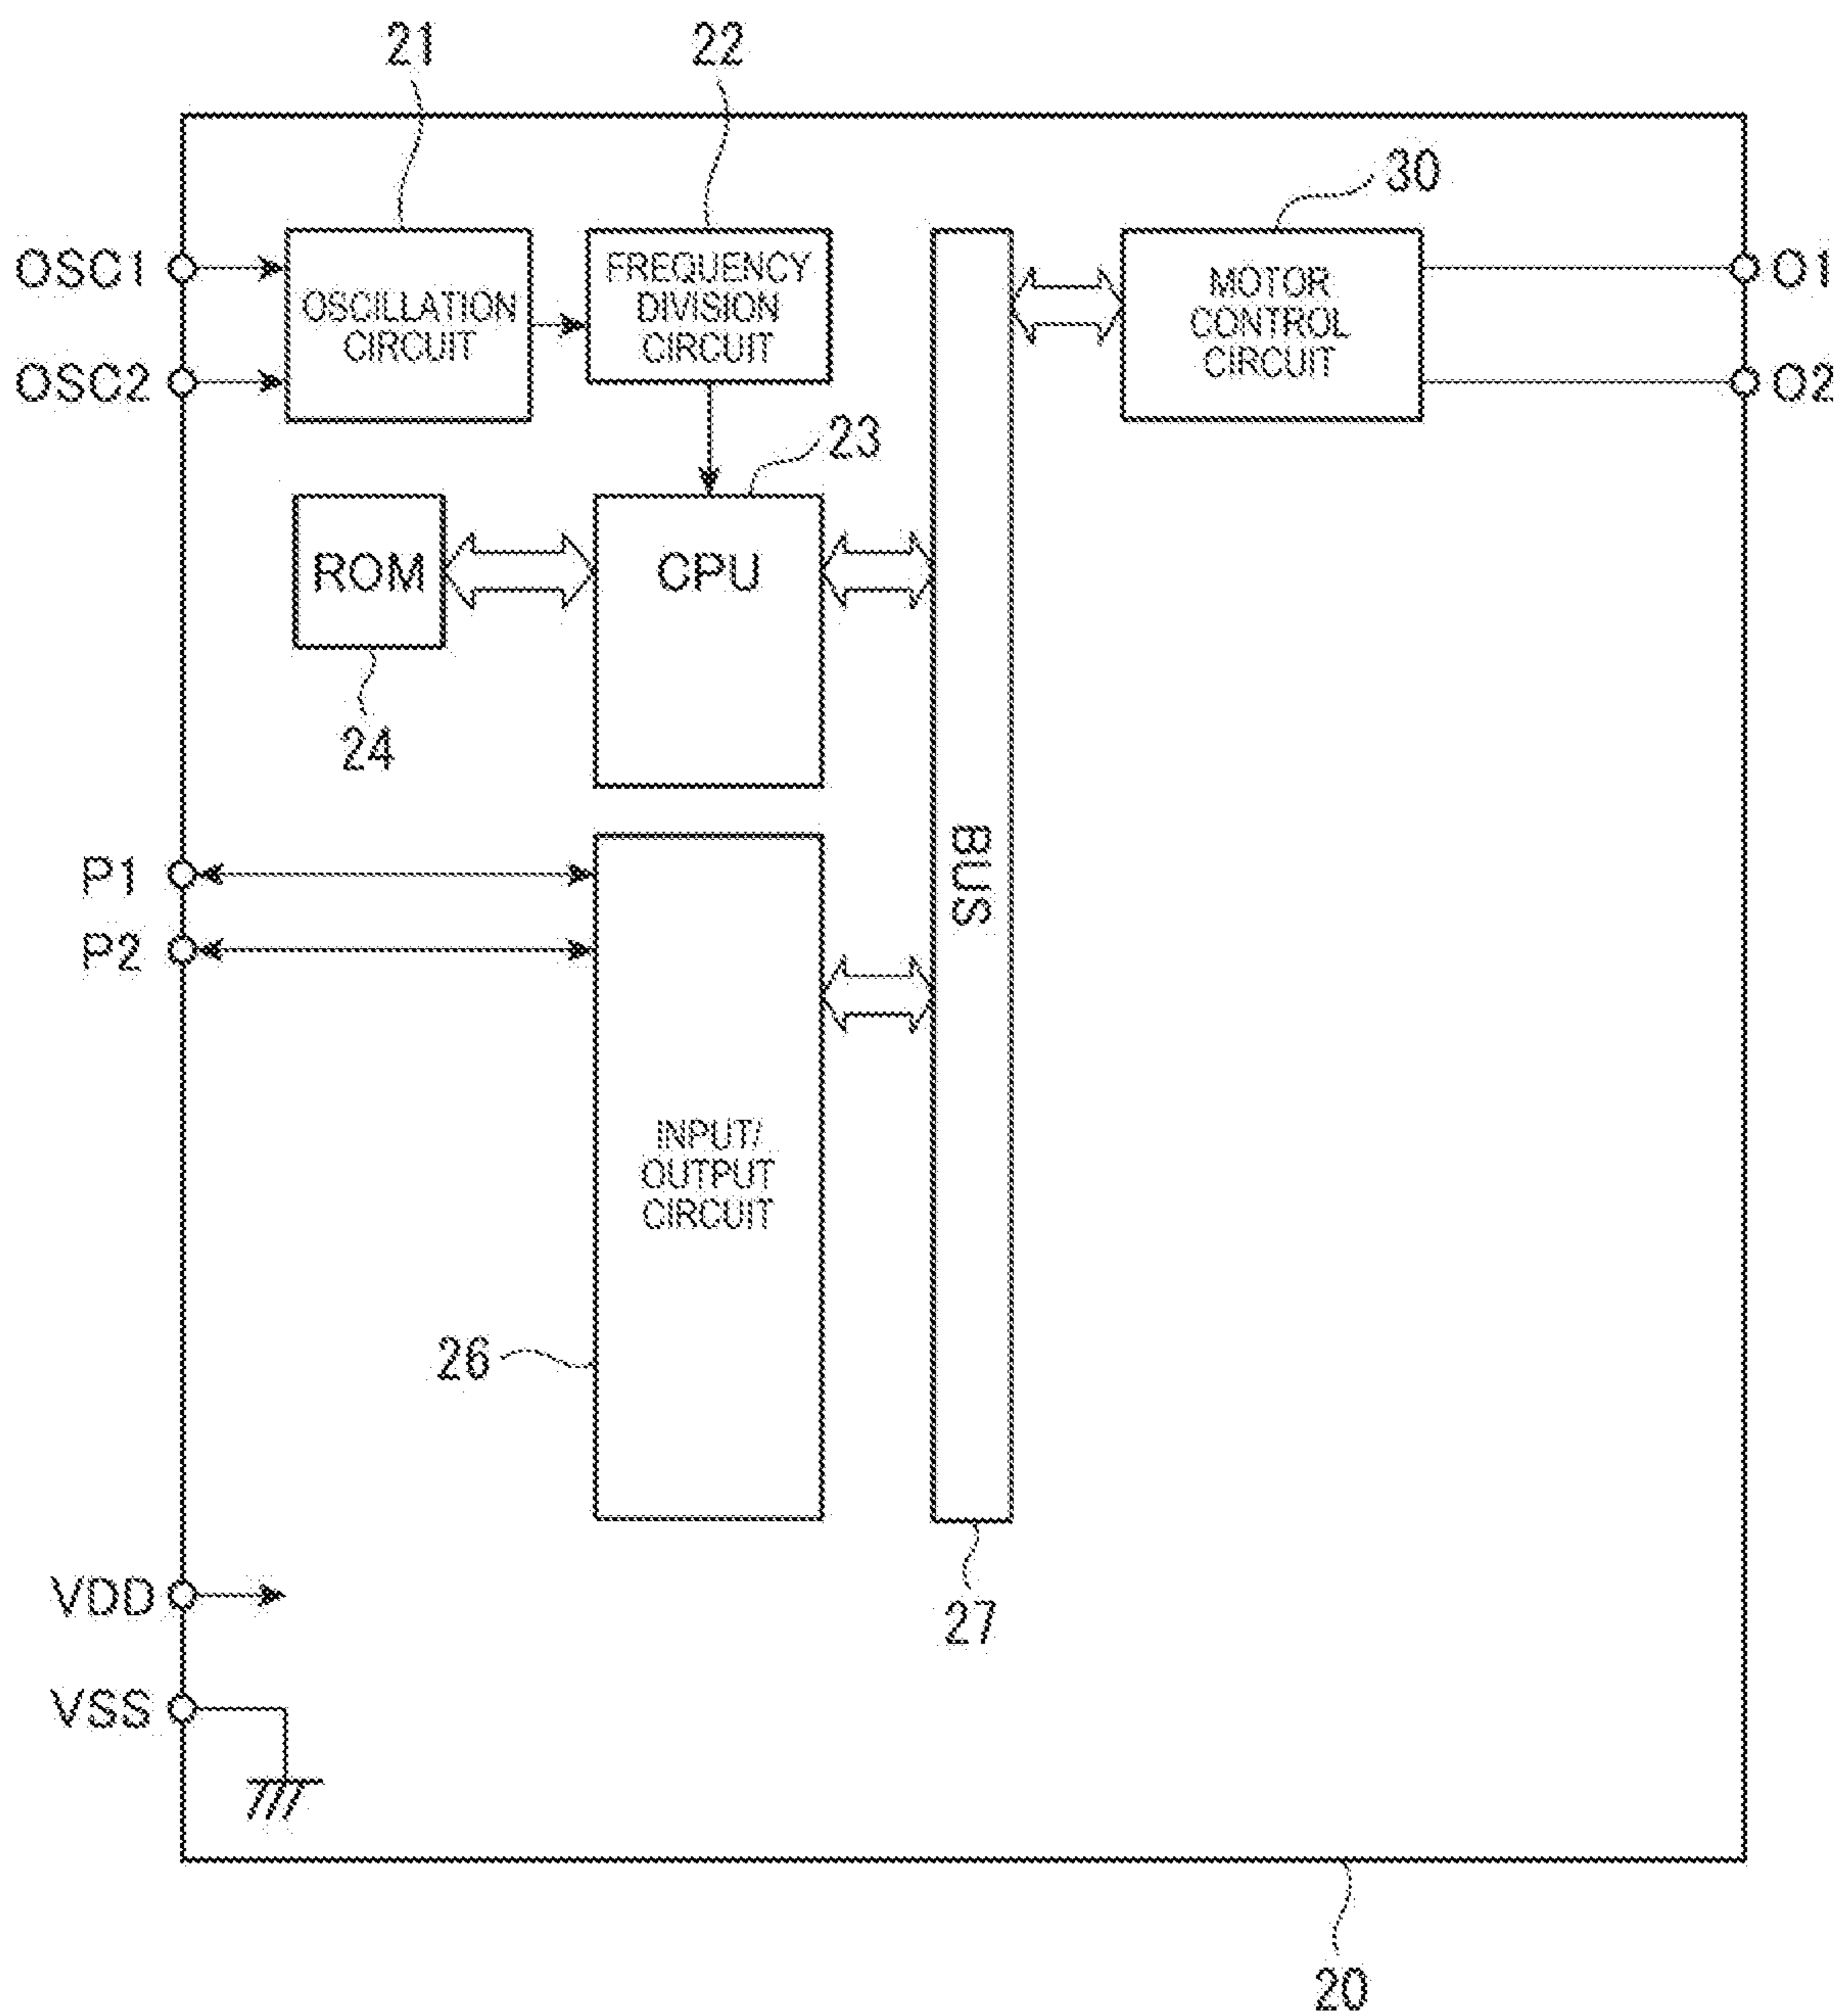 21
22
30
OSC1
OSCILLATION
CIRCUIT
FREQUENCY
DIVISION
CIRCUIT
MOTOR
CONTROL
CIRCUIT
O1
OSC2
O2
23
ROM
CPU
24
BUS
P1
P2
INPUT/
OUTPUT
CIRCUIT
26
VDD
27
VSS
20